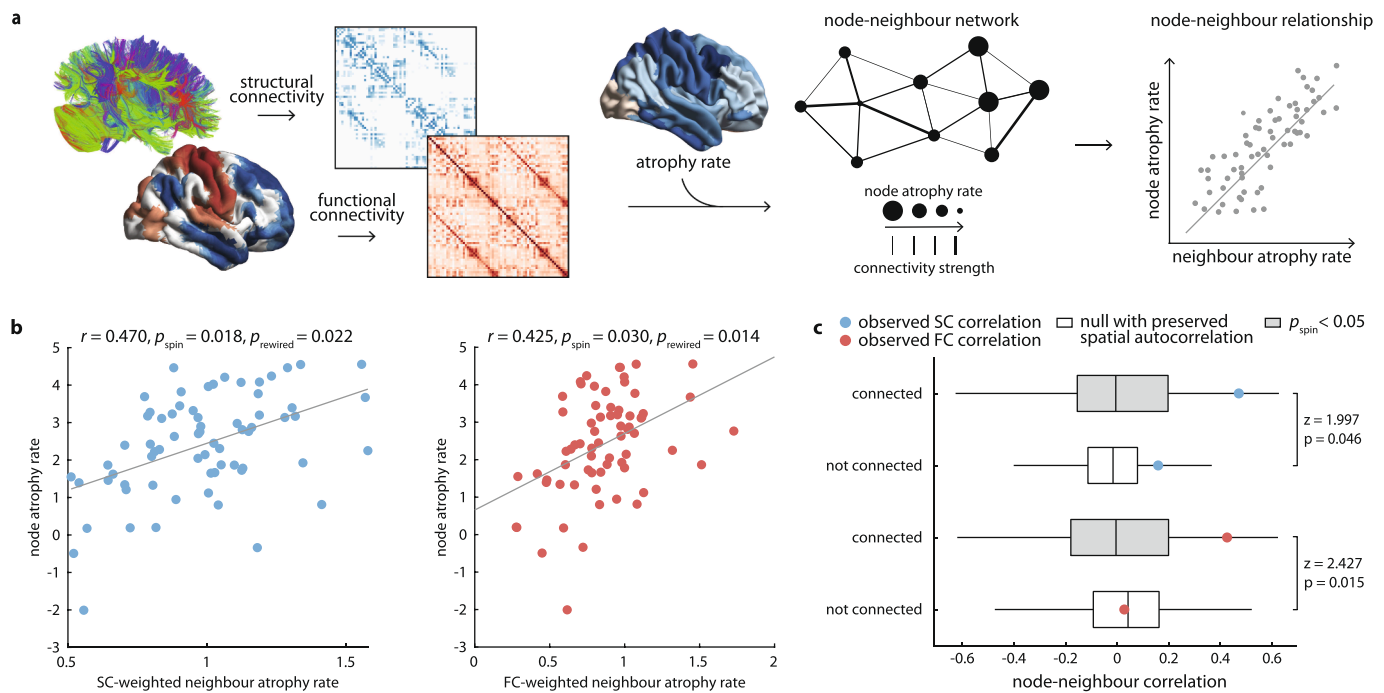 a
structural
connectivity
functional
connectivity
atrophy rate
node-neighbour network
node atrophy rate
connectivity strength
node-neighbour relationship
node atrophy rate
neighbour atrophy rate
b
r = 0.470, pspin = 0.018, prewired = 0.022
node atrophy rate
5
4
3
2
1
0
-1
-2
-3
0.5
1
1.5
SC-weighted neighbour atrophy rate
r = 0.425, pspin = 0.030, prewired = 0.014
node atrophy rate
5
4
3
2
1
0
-1
-2
-3
0
0.5
1
1.5
2
FC-weighted neighbour atrophy rate
c
observed SC correlation
observed FC correlation
null with preserved
spatial autocorrelation
pspin < 0.05
connected
not connected
connected
not connected
z = 1.997
p = 0.046
z = 2.427
p = 0.015
-0.6
-0.4
-0.2
0
0.2
0.4
0.6
node-neighbour correlation